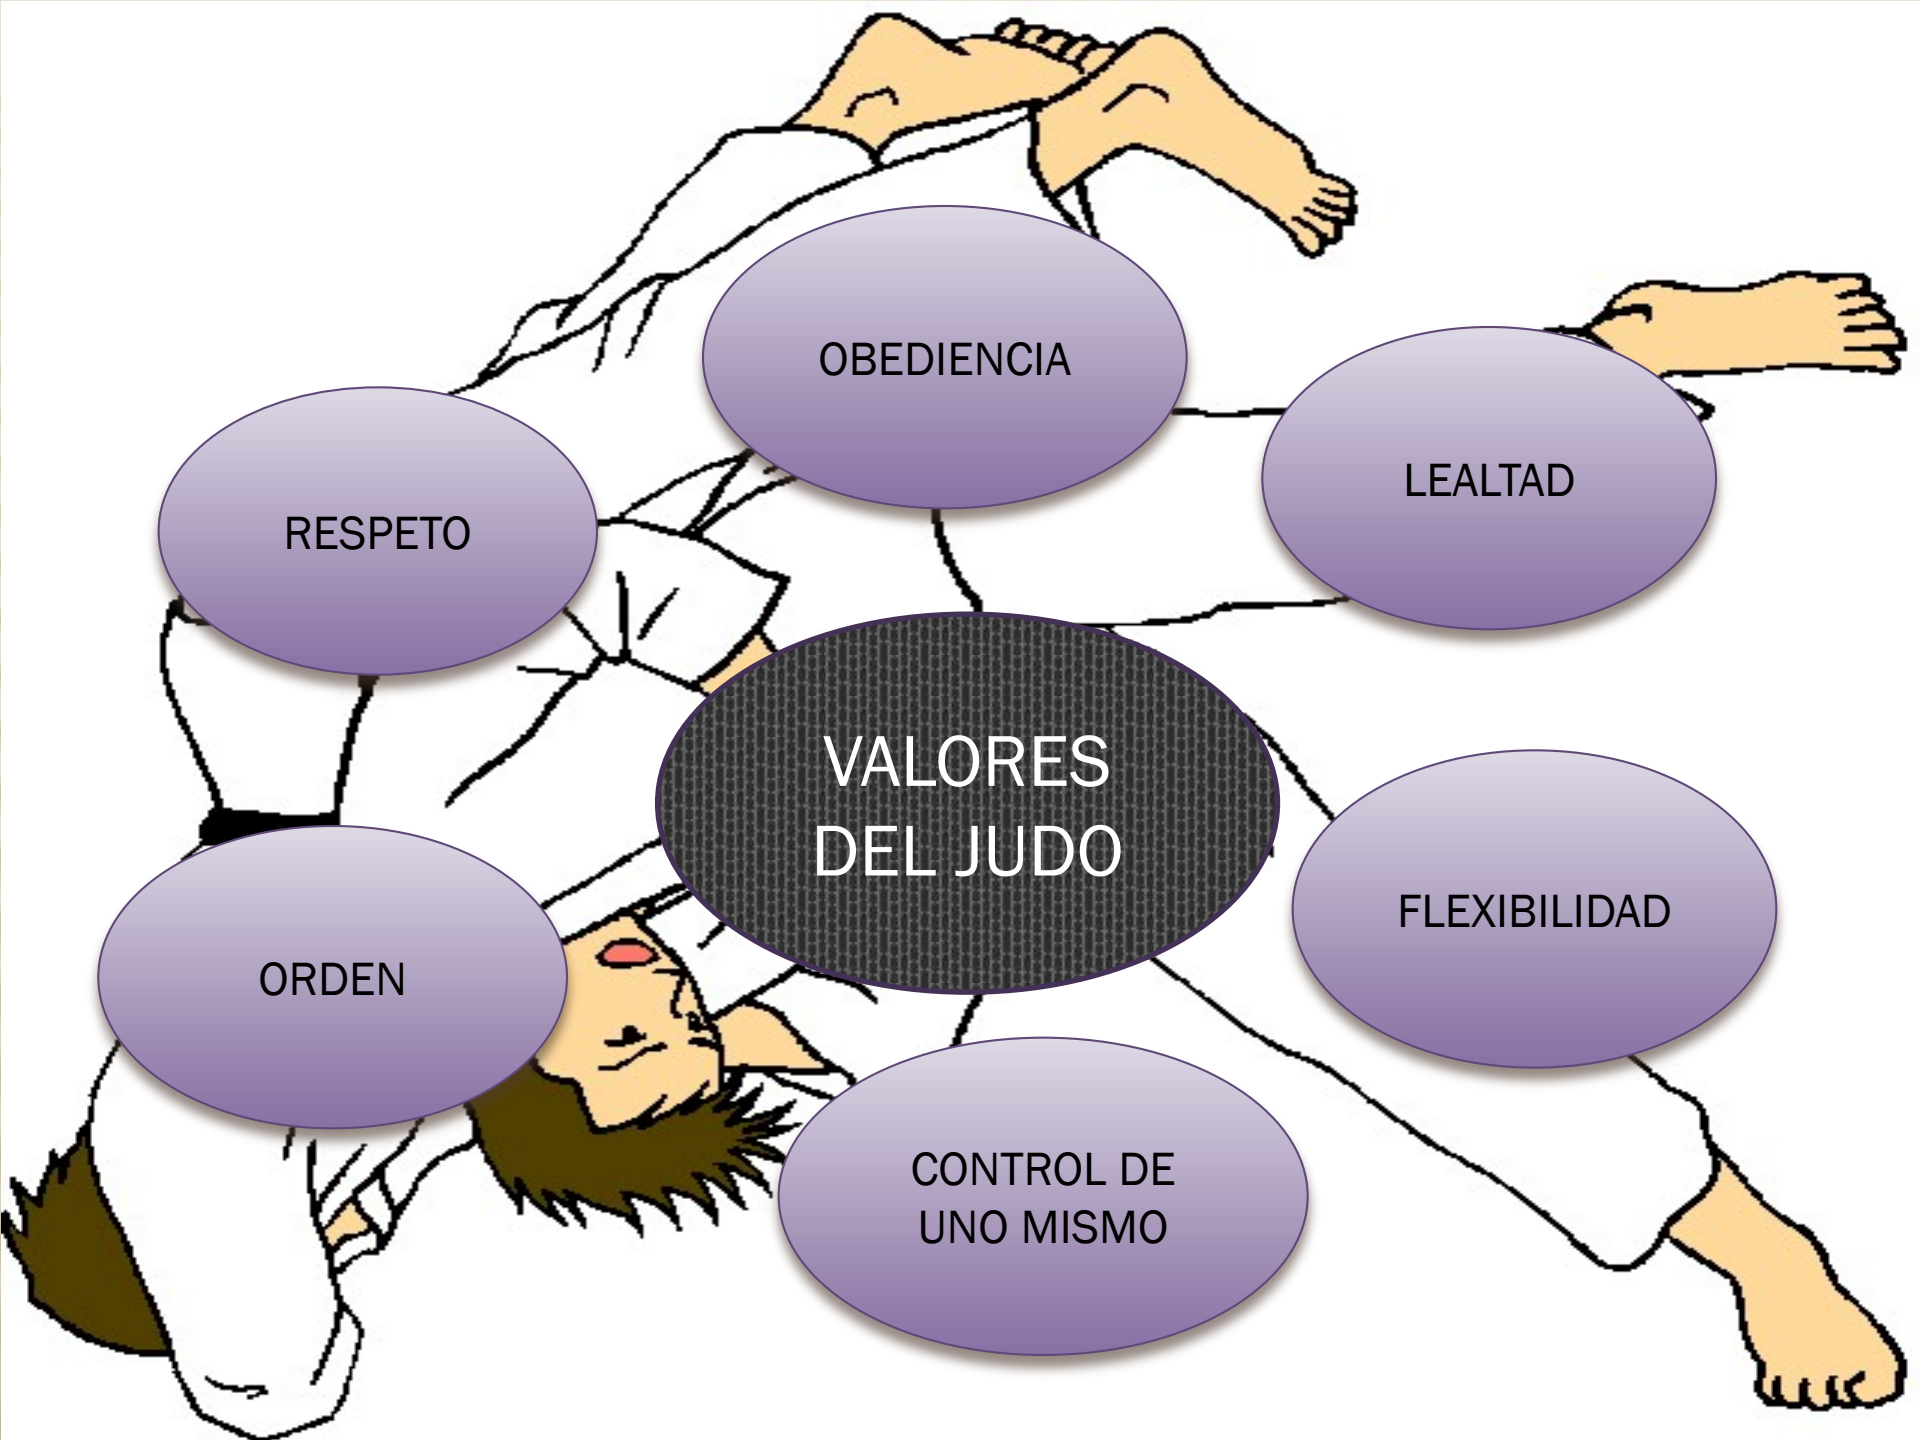 OBEDIENCIA
LEALTAD
RESPETO
VALORES
DEL JUDO
FLEXIBILIDAD
ORDEN
CONTROL DE
UNO MISMO